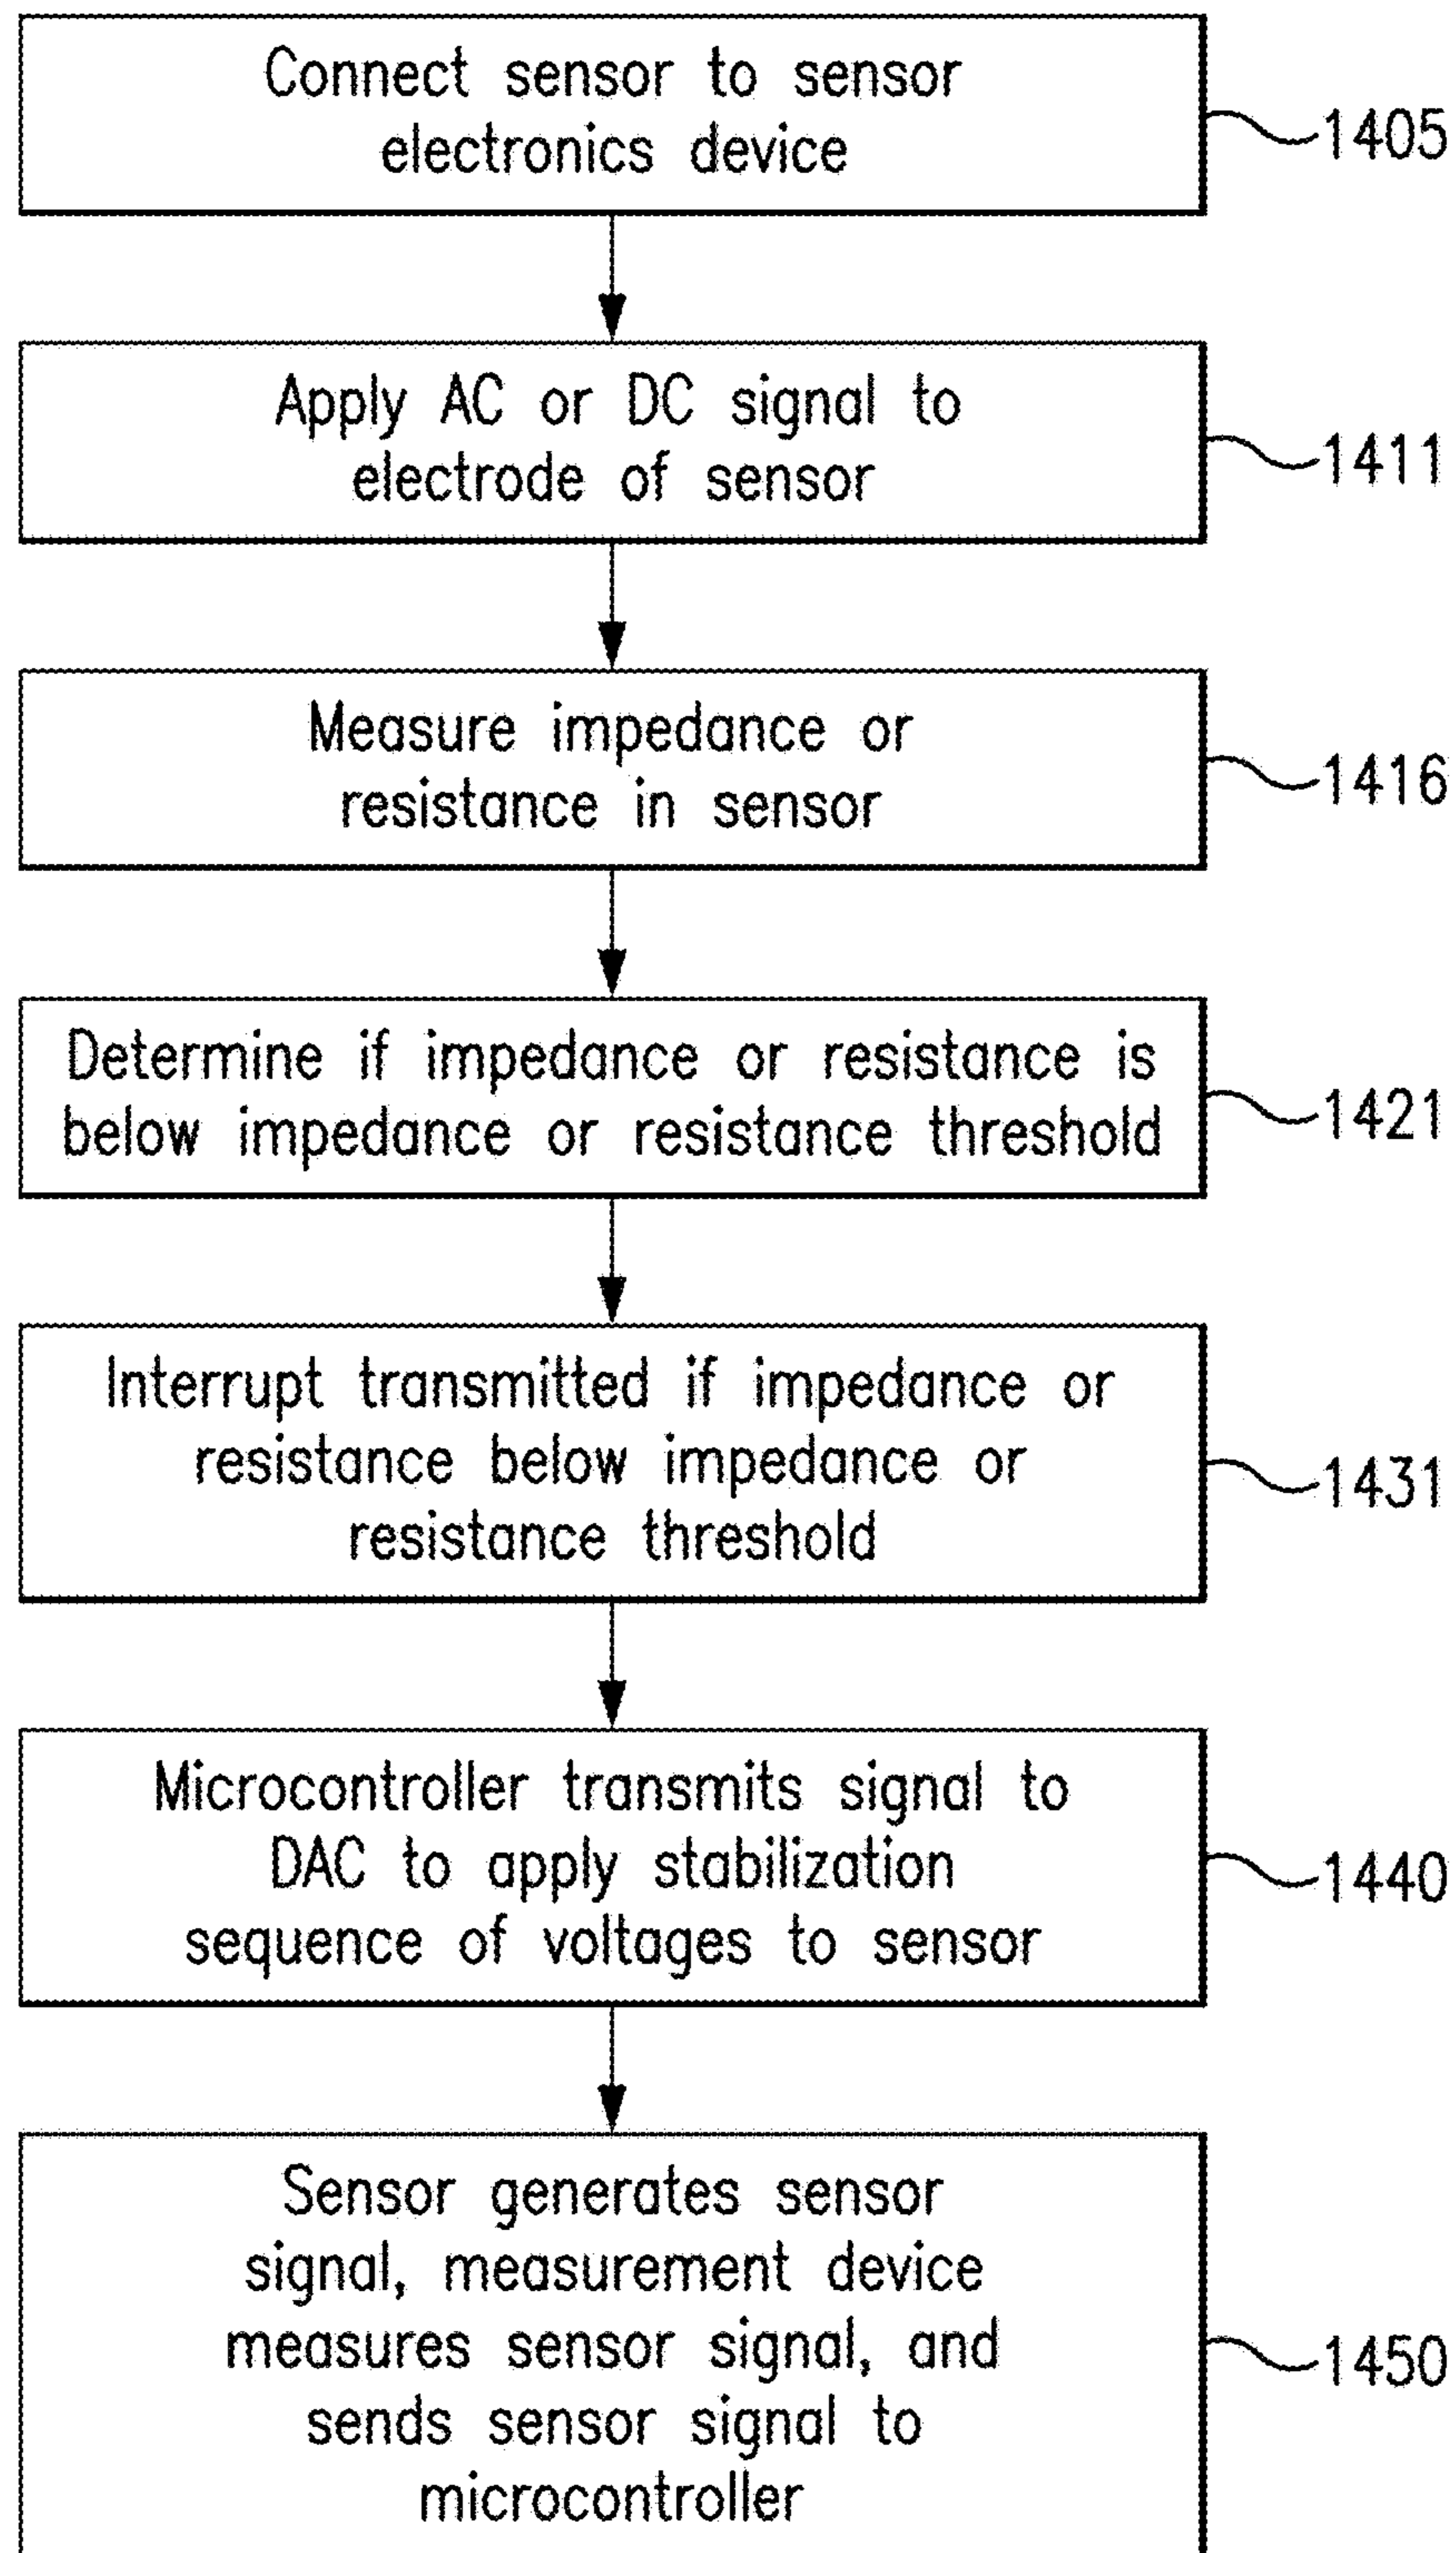 Connect sensor to sensor
electronics device
1405
Apply AC or DC signal to
electrode of sensor
1411
Measure impedance or
resistance in sensor
1416
Determine if impedance or resistance is
below impedance or resistance threshold
1421
Interrupt transmitted if impedance or
resistance below impedance or
resistance threshold
1431
Microcontroller transmits signal to
DAC to apply stabilization
sequence of voltages to sensor
1440
Sensor generates sensor
signal, measurement device
measures sensor signal, and
sends sensor signal to
microcontroller
1450